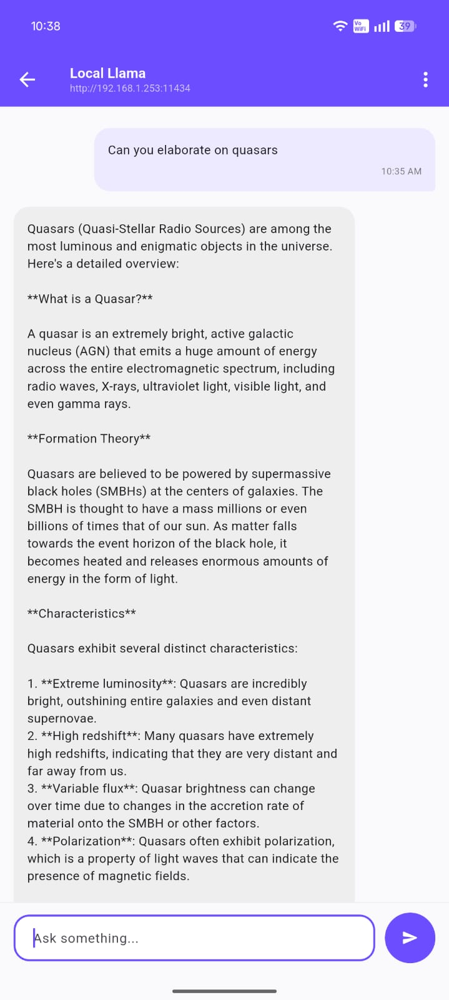 10:38
Vo
WiFi
39
Local Llama
http://192.168.1.253:11434
Can you elaborate on quasars
10:35 AM
Quasars (Quasi-Stellar Radio Sources) are among the
most luminous and enigmatic objects in the universe.
Here's a detailed overview:
**What is a Quasar?**
A quasar is an extremely bright, active galactic
nucleus (AGN) that emits a huge amount of energy
across the entire electromagnetic spectrum, including
radio waves, X-rays, ultraviolet light, visible light, and
even gamma rays.
**Formation Theory**
Quasars are believed to be powered by supermassive
black holes (SMBHs) at the centers of galaxies. The
SMBH is thought to have a mass millions or even
billions of times that of our sun. As matter falls
towards the event horizon of the black hole, it
becomes heated and releases enormous amounts of
energy in the form of light.
**Characteristics**
Quasars exhibit several distinct characteristics:
1. **Extreme luminosity**: Quasars are incredibly
bright, outshining entire galaxies and even distant
supernovae.
2. **High redshift**: Many quasars have extremely
high redshifts, indicating that they are very distant and
far away from us.
3. **Variable flux**: Quasar brightness can change
over time due to changes in the accretion rate of
material onto the SMBH or other factors.
4. **Polarization**: Quasars often exhibit polarization,
which is a property of light waves that can indicate the
presence of magnetic fields.
Ask something...